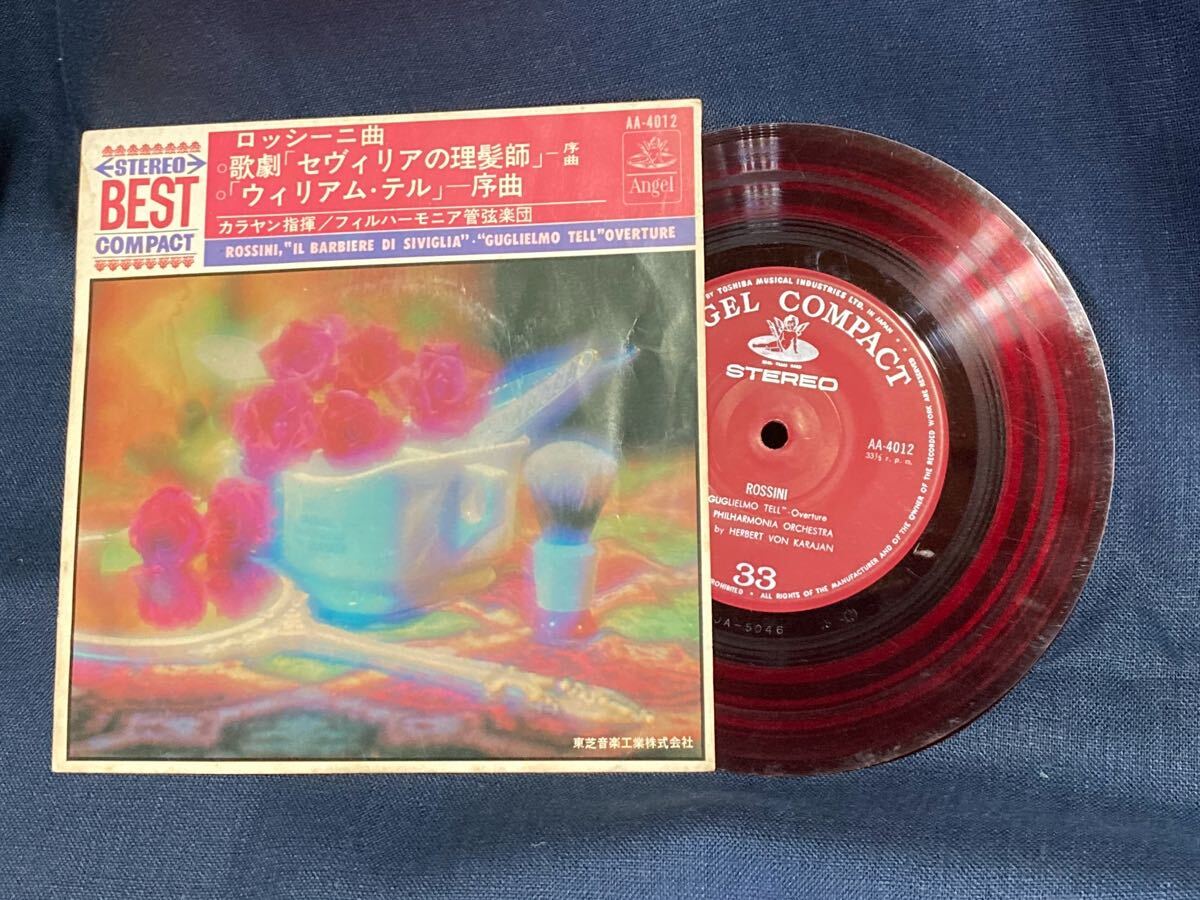 STEREO
BEST
COMPACT
ロッシーニ曲
歌劇「セヴィリアの理髪師」—序曲
「ウィリアム・テル」—序曲
カラヤン指揮/フィルハーモニア管弦楽団
AA-4012
Angel
ROSSINI,"IL BARBIERE DI SIVIGLIA"·"GUGLIELMO TELL"OVERTURE
東芝音楽工業株式会社
BY TOSHIBA MUSICAL INDUSTRIES LTD. IN JAPAN
GEL COMPACT
STEREO
AA-4012
33⅓ r. p. m.
ROSSINI
GUGLIELMO TELL"-Overture
PHILHARMONIA ORCHESTRA
by HERBERT VON KARAJAN
33
ROHIBITED • ALL RIGHTS OF THE MANUFACTURER AND OF THE OWNER OF THE RECORDED WORK ARE RESERVED
A-5046